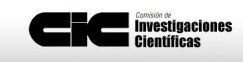 CIC
Comisión de
Investigaciones
Científicas